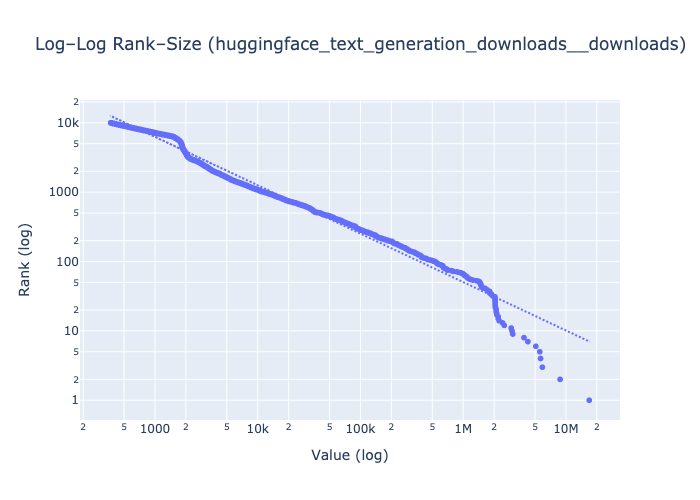 Log–Log Rank–Size (huggingface_text_generation_downloads__downloads)
2
10k
5
2
1000
5
2
100
5
2
10
5
2
1
Rank (log)
2 5 1000 2 5 10k 2 5 100k 2 5 1M 2 5 10M 2
Value (log)